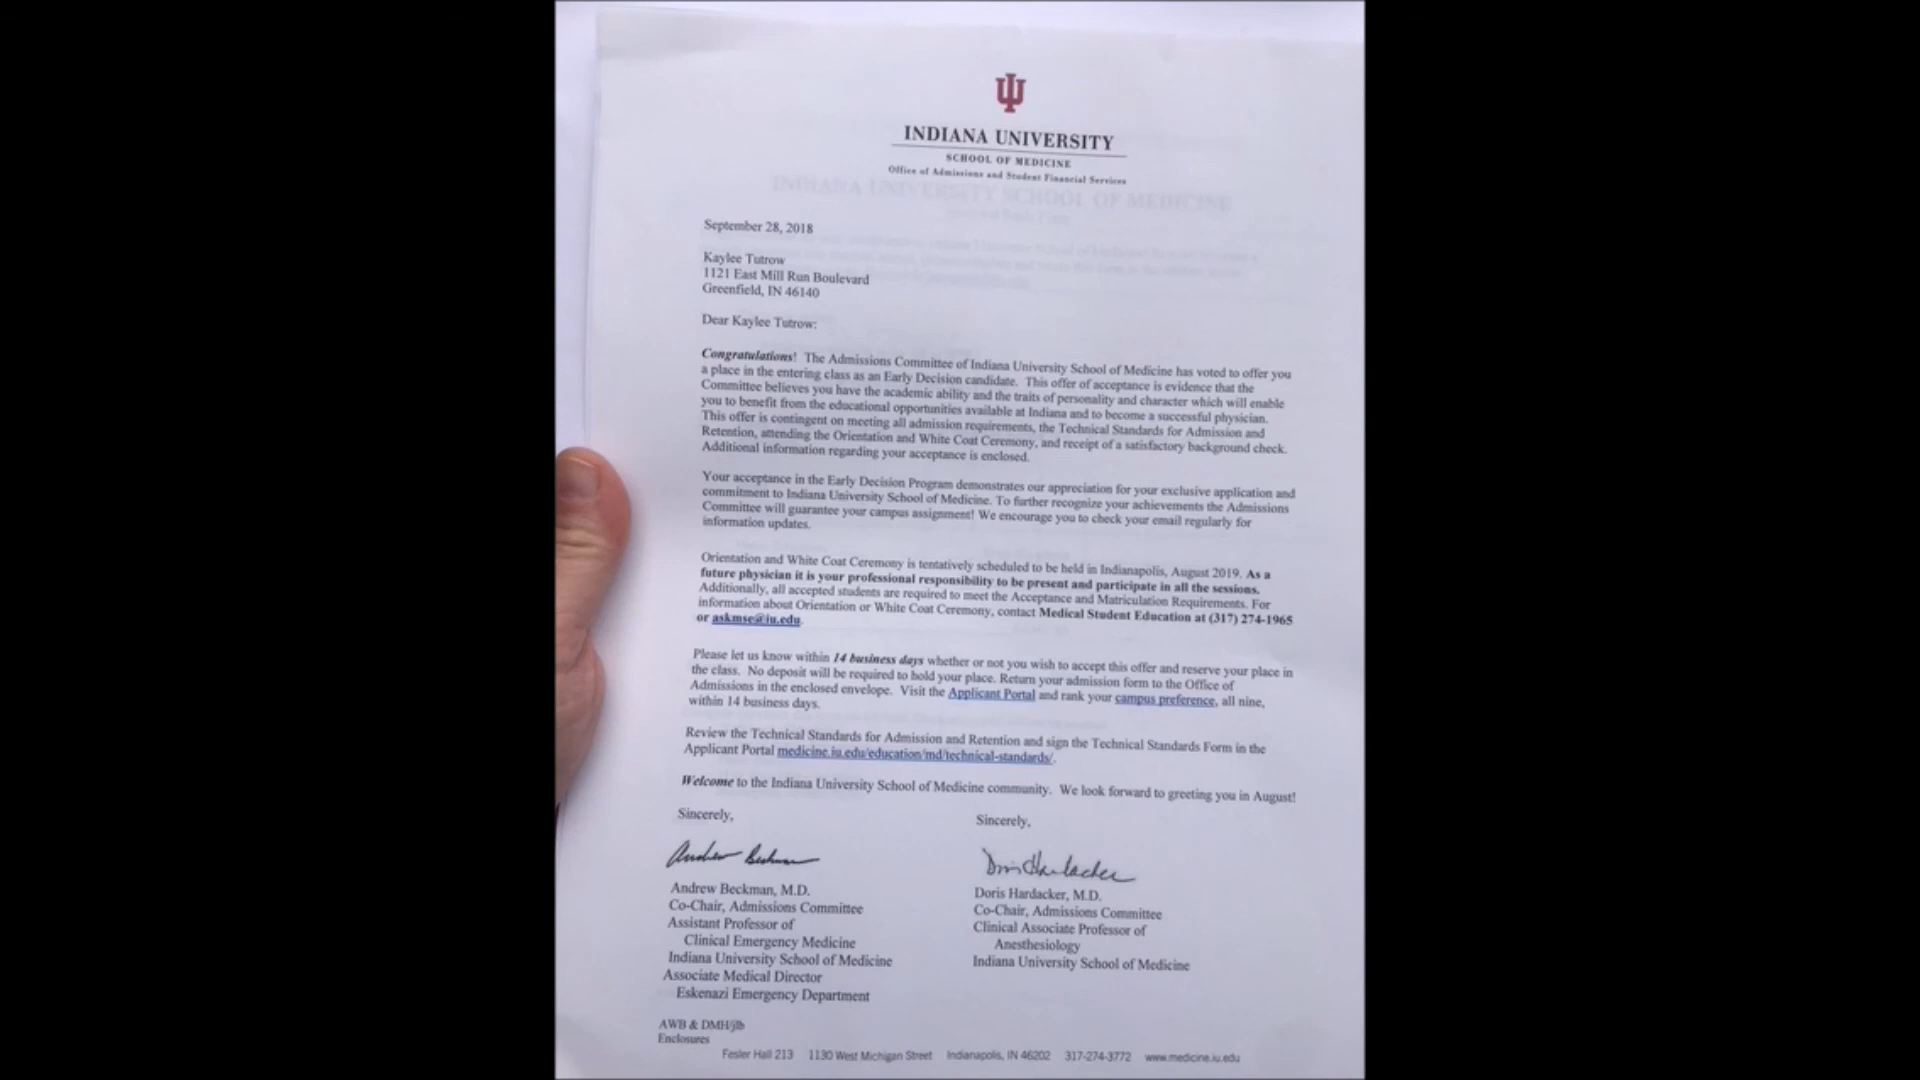 INDIANA UNIVERSITY
SCHOOL OF MEDICINE
Office of Admissions and Student Financial Services
INDIANA UNIVERSITY SCHOOL OF MEDICINE
September 28, 2018
Kaylee Tutrow
1121 East Mill Run Boulevard
Greenfield, IN 46140
Dear Kaylee Tutrow:
Congratulations! The Admissions Committee of Indiana University School of Medicine has voted to offer you
a place in the entering class as an Early Decision candidate. This offer of acceptance is evidence that the
Committee believes you have the academic ability and the traits of personality and character which will enable
you to benefit from the educational opportunities available at Indiana and to become a successful physician.
This offer is contingent on meeting all admission requirements, the Technical Standards for Admission and
Retention, attending the Orientation and White Coat Ceremony, and receipt of a satisfactory background check.
Additional information regarding your acceptance is enclosed.
Your acceptance in the Early Decision Program demonstrates our appreciation for your exclusive application and
commitment to Indiana University School of Medicine. To further recognize your achievements the Admissions
Committee will guarantee your campus assignment! We encourage you to check your email regularly for
information updates.
Orientation and White Coat Ceremony is tentatively scheduled to be held in Indianapolis, August 2019. As a
future physician it is your professional responsibility to be present and participate in all the sessions.
Additionally, all accepted students are required to meet the Acceptance and Matriculation Requirements. For
information about Orientation or White Coat Ceremony, contact Medical Student Education at (317) 274-1965
or askmse@iu.edu.
Please let us know within 14 business days whether or not you wish to accept this offer and reserve your place in
the class. No deposit will be required to hold your place. Return your admission form to the Office of
Admissions in the enclosed envelope. Visit the Applicant Portal and rank your campus preference, all nine,
within 14 business days.
Review the Technical Standards for Admission and Retention and sign the Technical Standards Form in the
Applicant Portal medicine.iu.edu/education/md/technical-standards/.
Welcome to the Indiana University School of Medicine community. We look forward to greeting you in August!
Sincerely,
Andrew Beckman
Andrew Beckman, M.D.
Co-Chair, Admissions Committee
Assistant Professor of
Clinical Emergency Medicine
Indiana University School of Medicine
Associate Medical Director
Eskenazi Emergency Department
Sincerely,
Doris Hardacker
Doris Hardacker, M.D.
Co-Chair, Admissions Committee
Clinical Associate Professor of
Anesthesiology
Indiana University School of Medicine
AWB & DMH/jlb
Enclosures
Fesler Hall 213 1130 West Michigan Street Indianapolis, IN 46202 317-274-3772 www.medicine.iu.edu